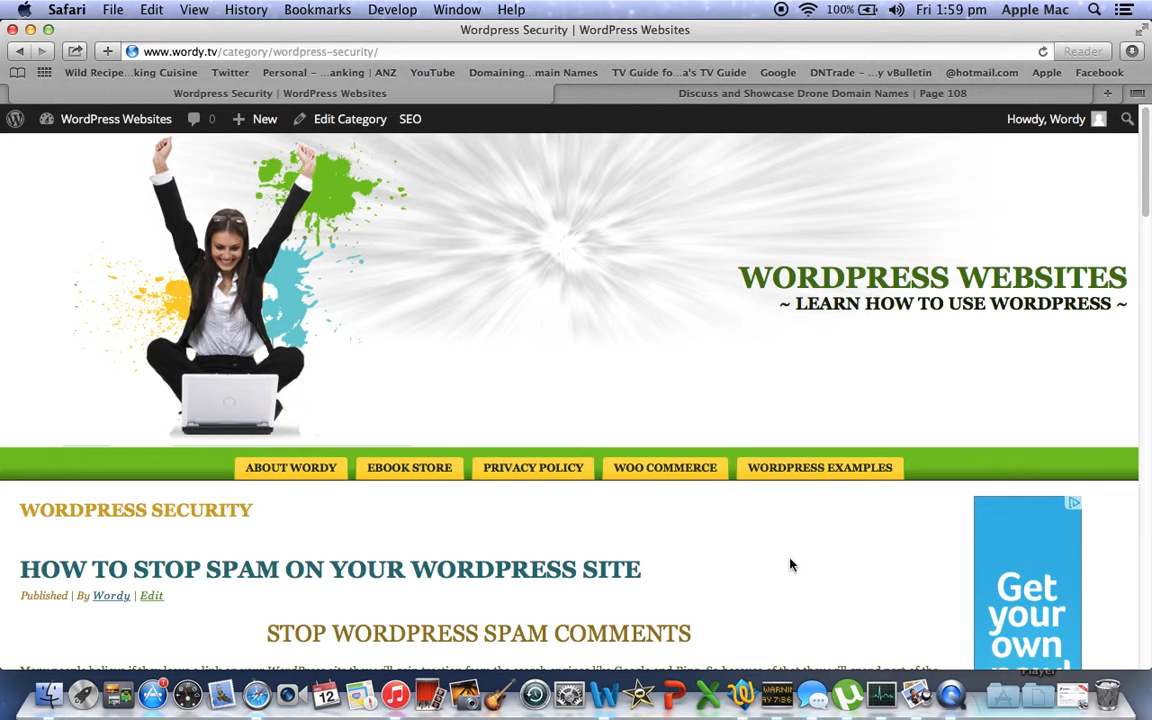 Safari File Edit View History Bookmarks Develop Window Help 100% Fri 1:59 pm Apple Mac
Wordpress Security | WordPress Websites
www.wordy.tv/category/wordpress-security/ Reader
Wild Recipe...king Cuisine Twitter Personal - ...anking | ANZ YouTube Domaining...main Names TV Guide fo...a's TV Guide Google DNTrade - ...y vBulletin @hotmail.com Apple Facebook
Wordpress Security | WordPress Websites Discuss and Showcase Drone Domain Names | Page 108
WordPress Websites 0 New Edit Category SEO Howdy, Wordy
WORDPRESS WEBSITES
~ LEARN HOW TO USE WORDPRESS ~
ABOUT WORDY EBOOK STORE PRIVACY POLICY WOO COMMERCE WORDPRESS EXAMPLES
WORDPRESS SECURITY
HOW TO STOP SPAM ON YOUR WORDPRESS SITE
Published | By Wordy | Edit
STOP WORDPRESS SPAM COMMENTS
Get
your
own